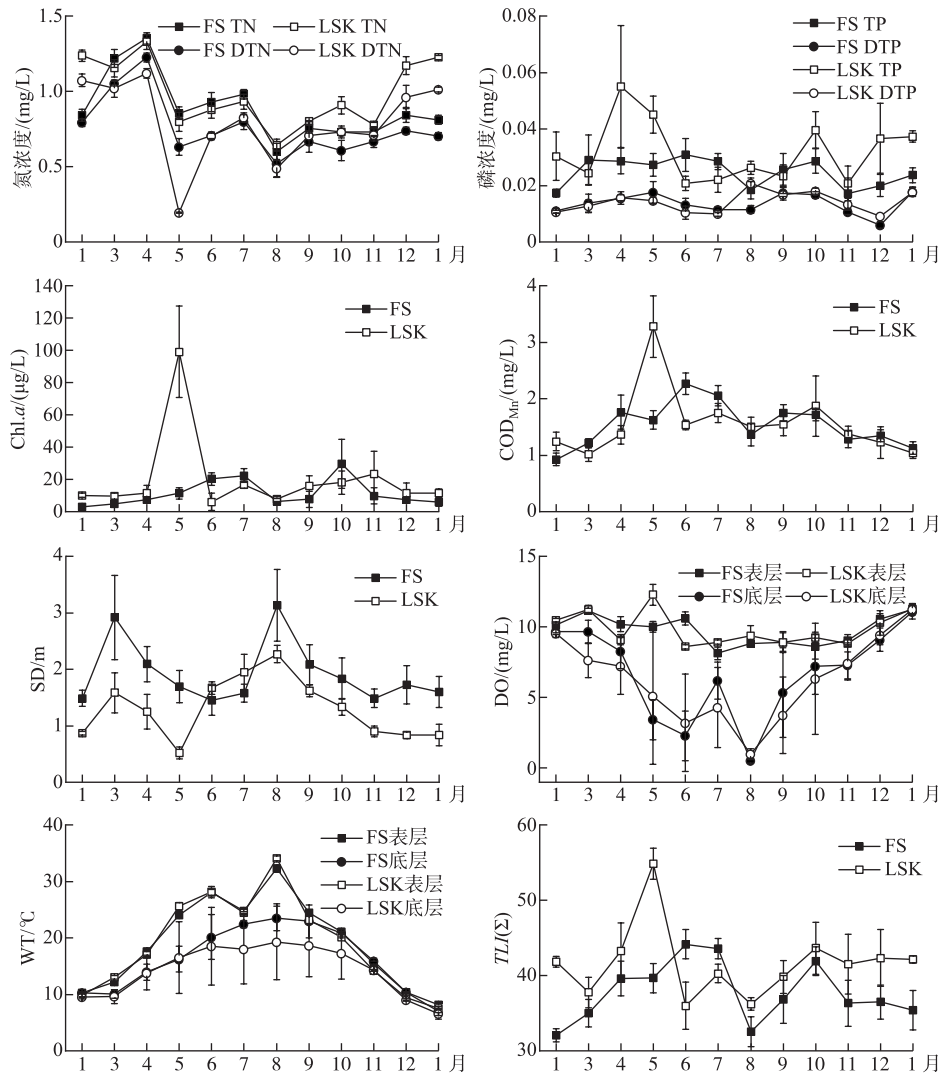 氮浓度/(mg/L)
1.5
1.0
0.5
0
FS TN
LSK TN
FS DTN
LSK DTN
1 3 4 5 6 7 8 9 10 11 12 1 月
磷浓度/(mg/L)
0.08
0.06
0.04
0.02
0
FS TP
FS DTP
LSK TP
LSK DTP
1 3 4 5 6 7 8 9 10 11 12 1 月
Chl.a/(μg/L)
140
120
100
80
60
40
20
0
FS
LSK
1 3 4 5 6 7 8 9 10 11 12 1 月
CODMn/(mg/L)
4
3
2
1
0
FS
LSK
1 3 4 5 6 7 8 9 10 11 12 1 月
SD/m
4
3
2
1
0
FS
LSK
1 3 4 5 6 7 8 9 10 11 12 1 月
DO/(mg/L)
15
10
5
0
FS表层
LSK表层
FS底层
LSK底层
1 3 4 5 6 7 8 9 10 11 12 1 月
WT/℃
40
30
20
10
0
FS表层
FS底层
LSK表层
LSK底层
1 3 4 5 6 7 8 9 10 11 12 1 月
TLI(Σ)
60
50
40
30
FS
LSK
1 3 4 5 6 7 8 9 10 11 12 1 月